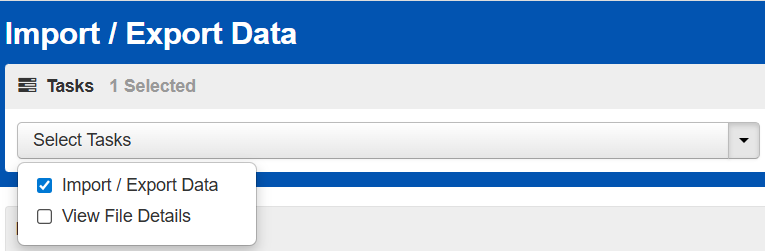 Import / Export Data
Tasks 1 Selected
Select Tasks
Import / Export Data
View File Details